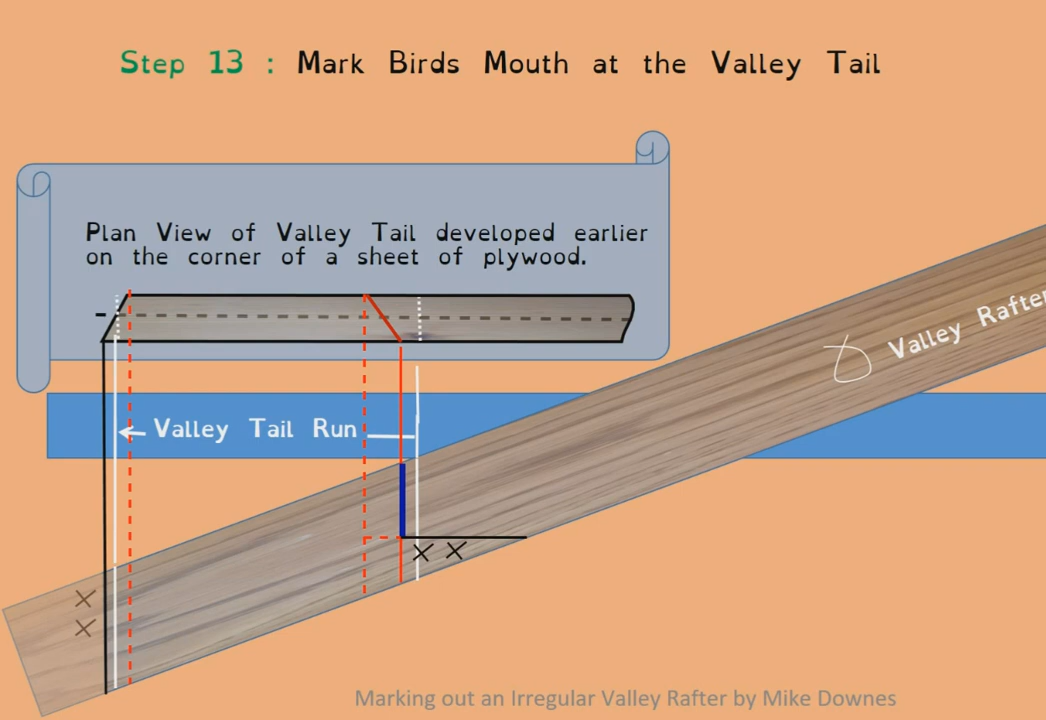 Step 13 : Mark Birds Mouth at the Valley Tail
Plan View of Valley Tail developed earlier
on the corner of a sheet of plywood.
Valley Rafter
Valley Tail Run
Marking out an Irregular Valley Rafter by Mike Downes